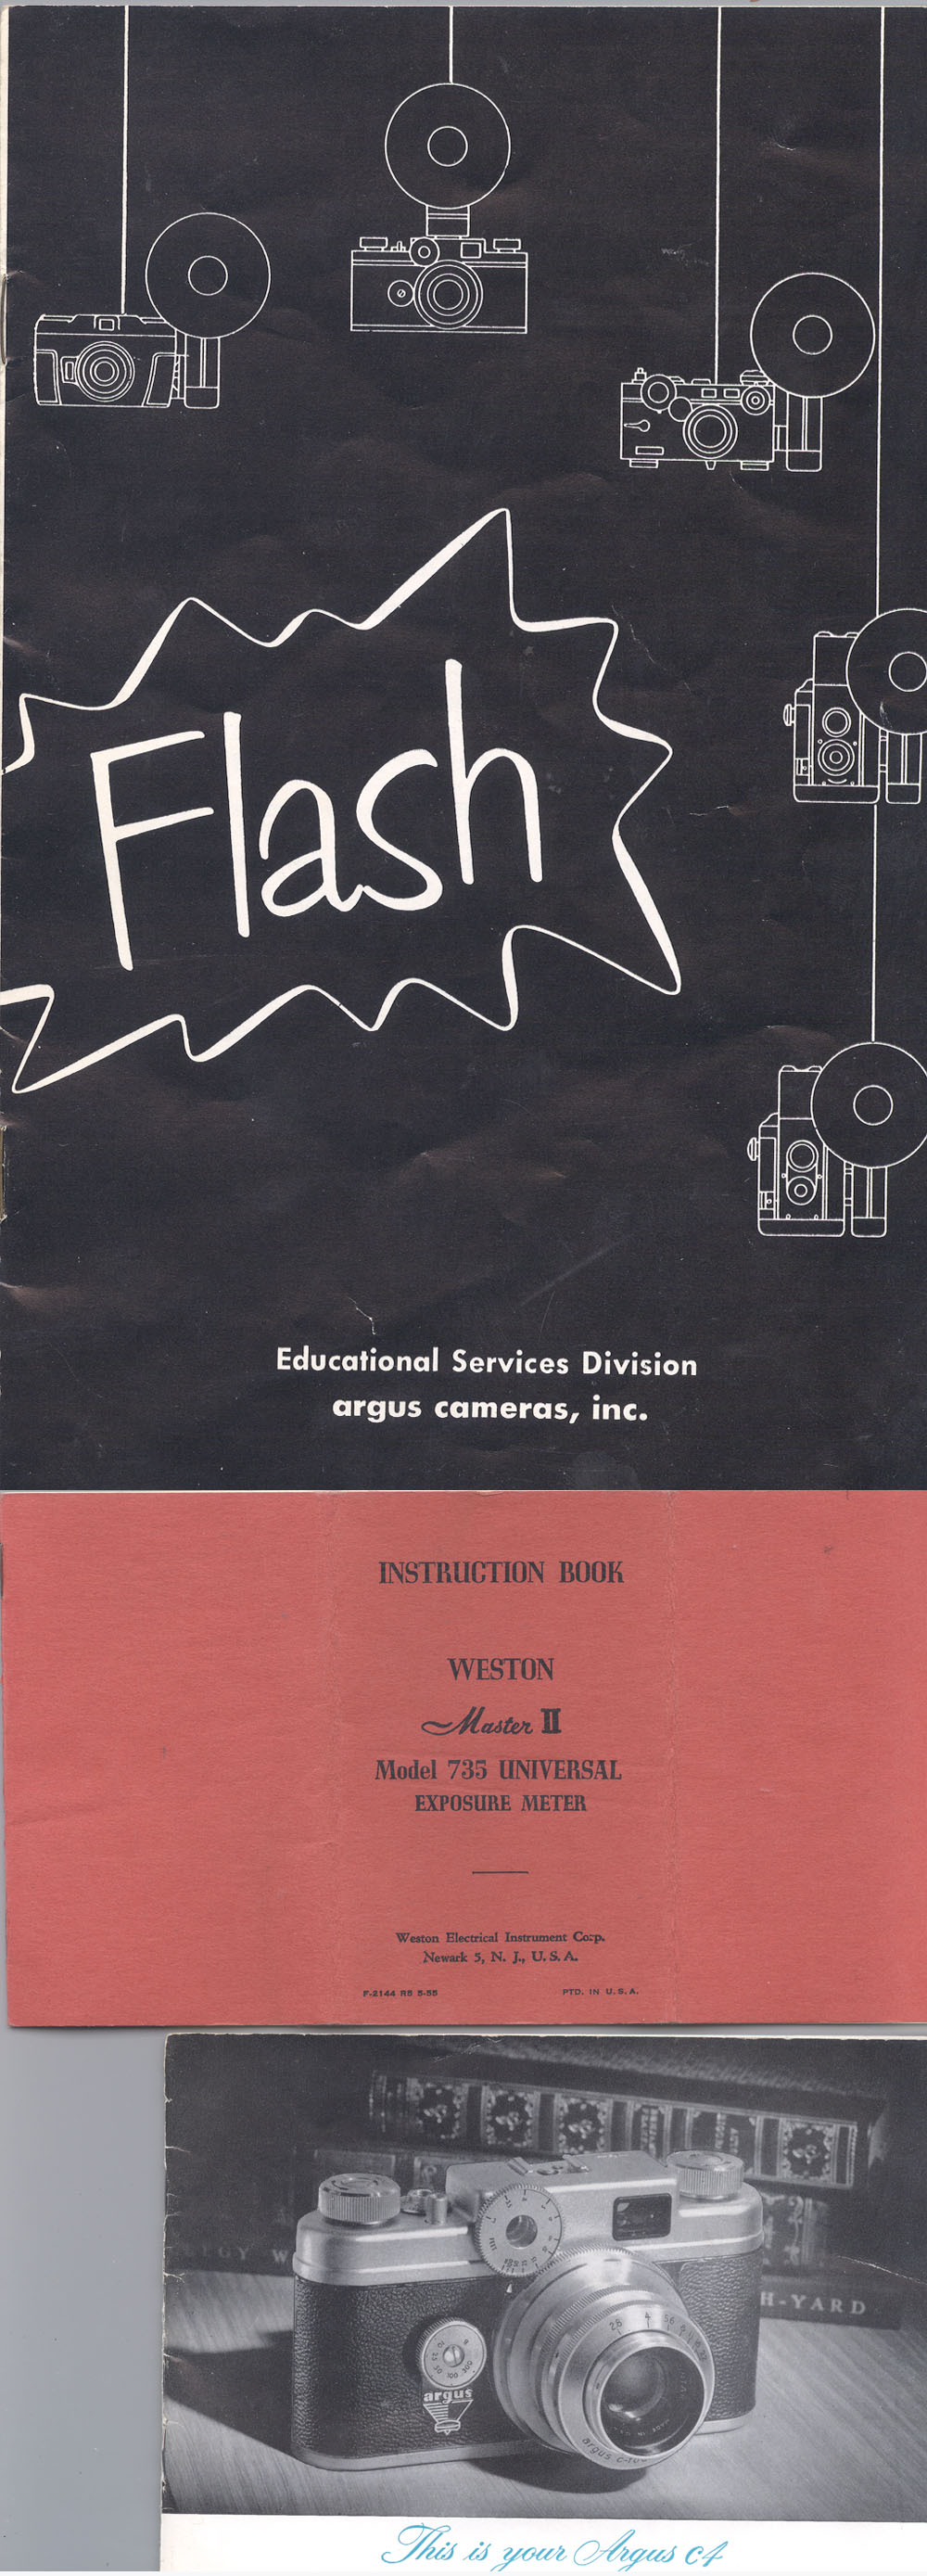 Flash
Educational Services Division
argus cameras, inc.
INSTRUCTION BOOK
WESTON
Master II
Model 735 UNIVERSAL
EXPOSURE METER
Weston Electrical Instrument Corp.
Newark 5, N. J., U. S. A.
F-2144 R5 5-55 PTD. IN U. S. A.
H-YARD
argus
This is your Argus C4